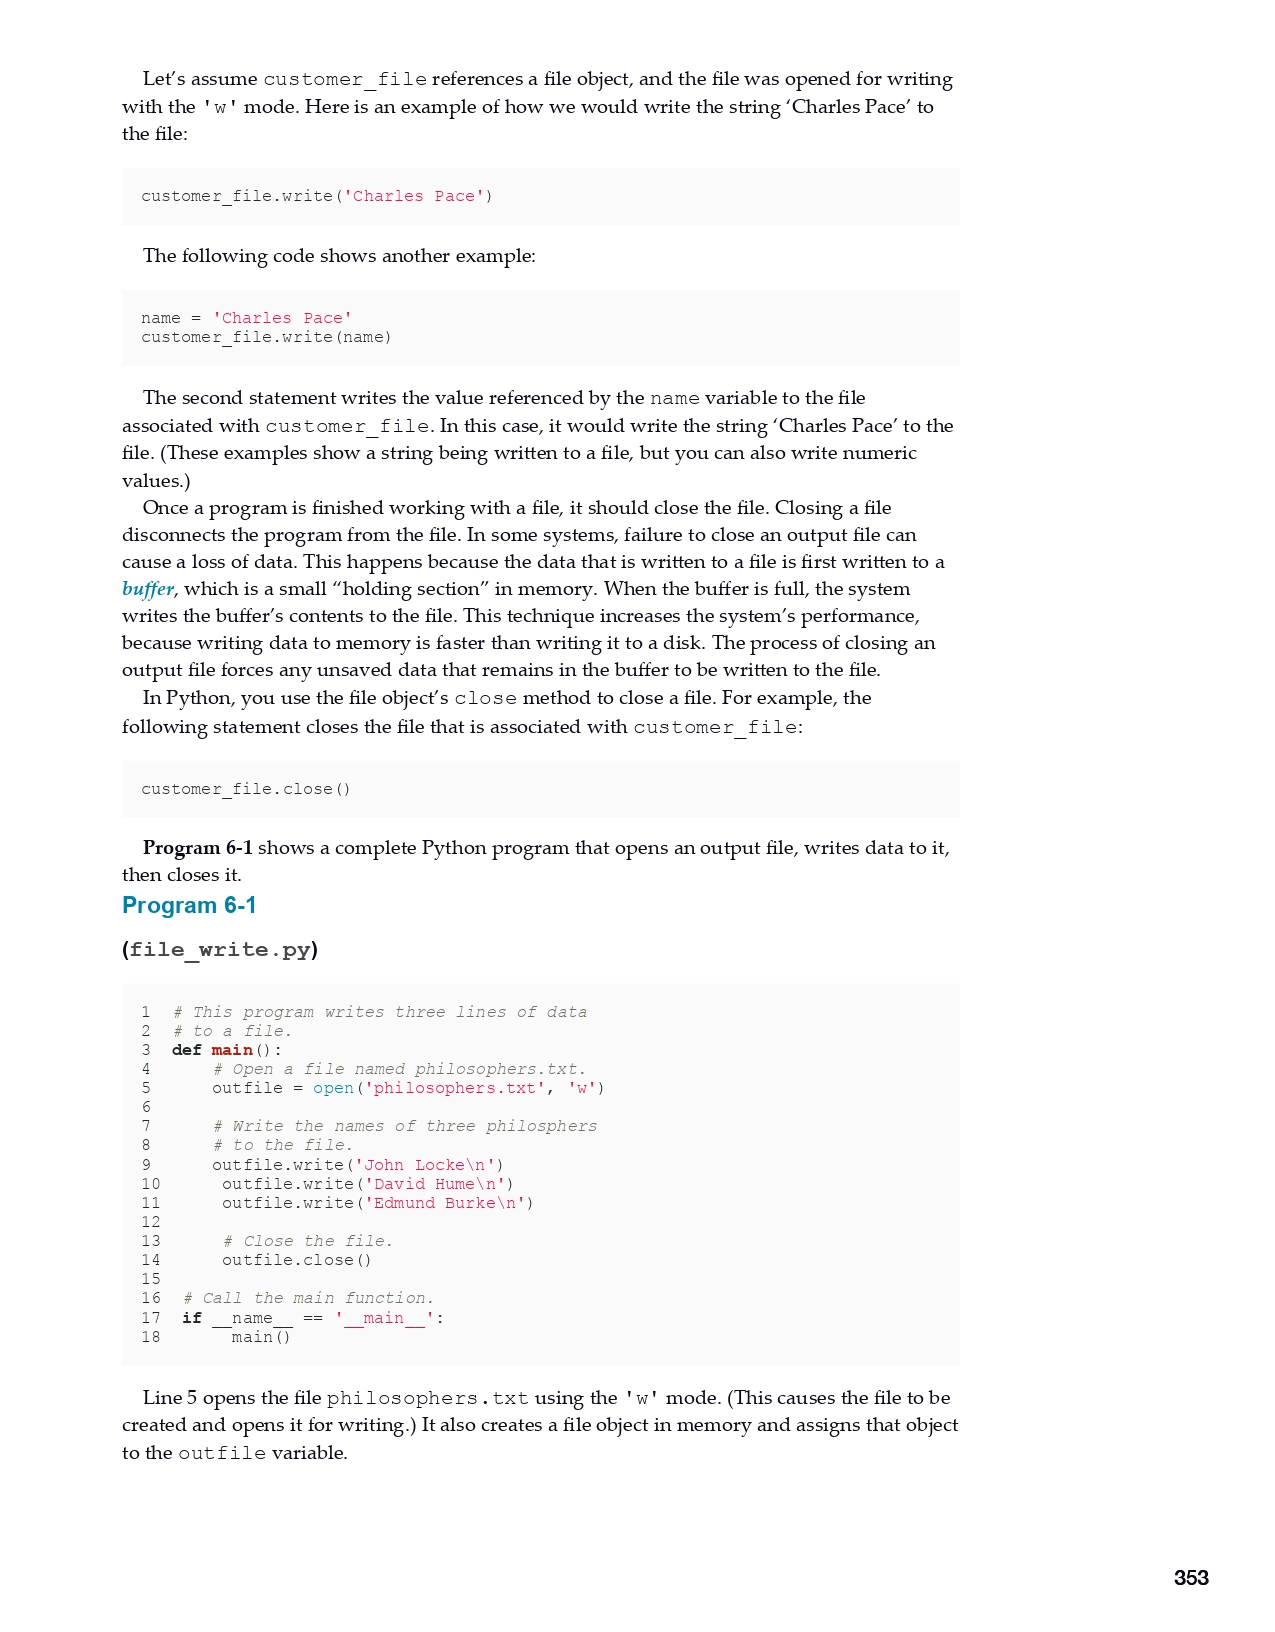 Let’s assume customer_file references a file object, and the file was opened for writing
with the 'w' mode. Here is an example of how we would write the string ‘Charles Pace’ to
the file:
customer_file.write('Charles Pace')
The following code shows another example:
name = 'Charles Pace'
customer_file.write(name)
The second statement writes the value referenced by the name variable to the file
associated with customer_file. In this case, it would write the string ‘Charles Pace’ to the
file. (These examples show a string being written to a file, but you can also write numeric
values.)
Once a program is finished working with a file, it should close the file. Closing a file
disconnects the program from the file. In some systems, failure to close an output file can
cause a loss of data. This happens because the data that is written to a file is first written to a
buffer, which is a small “holding section” in memory. When the buffer is full, the system
writes the buffer’s contents to the file. This technique increases the system’s performance,
because writing data to memory is faster than writing it to a disk. The process of closing an
output file forces any unsaved data that remains in the buffer to be written to the file.
In Python, you use the file object’s close method to close a file. For example, the
following statement closes the file that is associated with customer_file:
customer_file.close()
Program 6-1 shows a complete Python program that opens an output file, writes data to it,
then closes it.
Program 6-1
(file_write.py)
1  # This program writes three lines of data
2  # to a file.
3  def main():
4      # Open a file named philosophers.txt.
5      outfile = open('philosophers.txt', 'w')
6
7      # Write the names of three philosphers
8      # to the file.
9      outfile.write('John Locke\n')
10      outfile.write('David Hume\n')
11      outfile.write('Edmund Burke\n')
12
13      # Close the file.
14      outfile.close()
15
16  # Call the main function.
17  if __name__ == '__main__':
18       main()
Line 5 opens the file philosophers.txt using the 'w' mode. (This causes the file to be
created and opens it for writing.) It also creates a file object in memory and assigns that object
to the outfile variable.
353